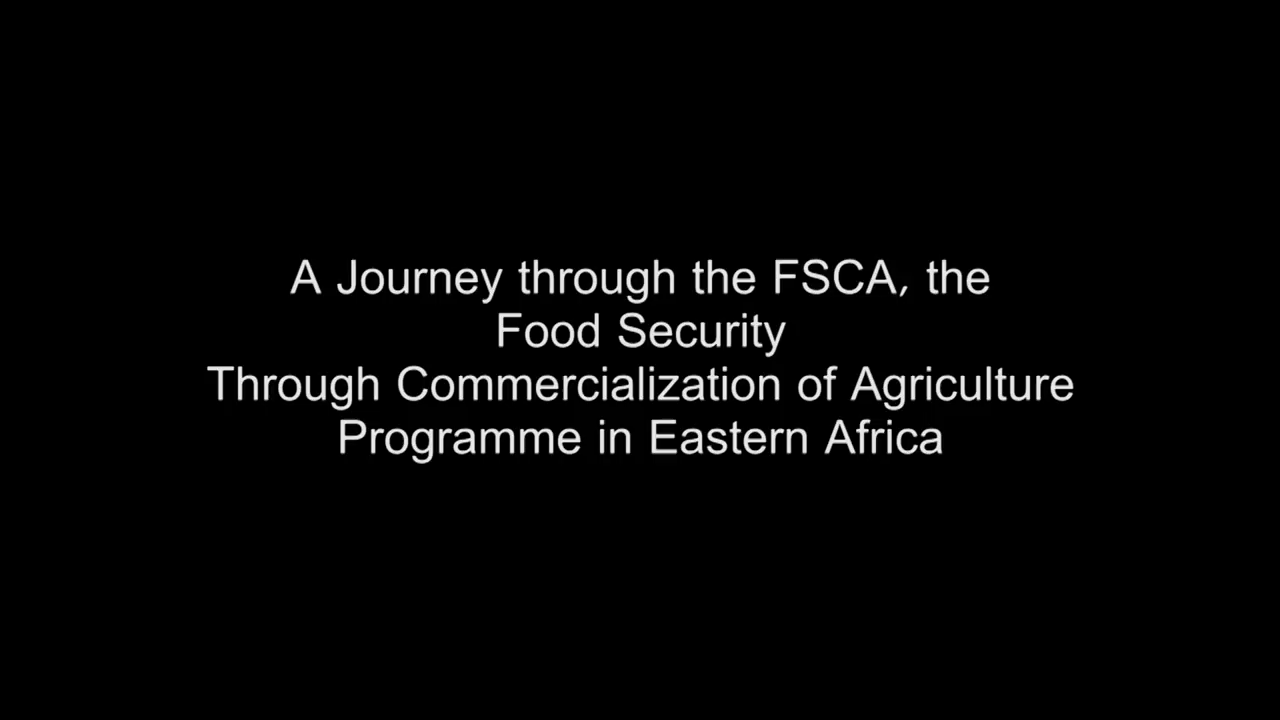 A Journey through the FSCA, the
Food Security
Through Commercialization of Agriculture
Programme in Eastern Africa